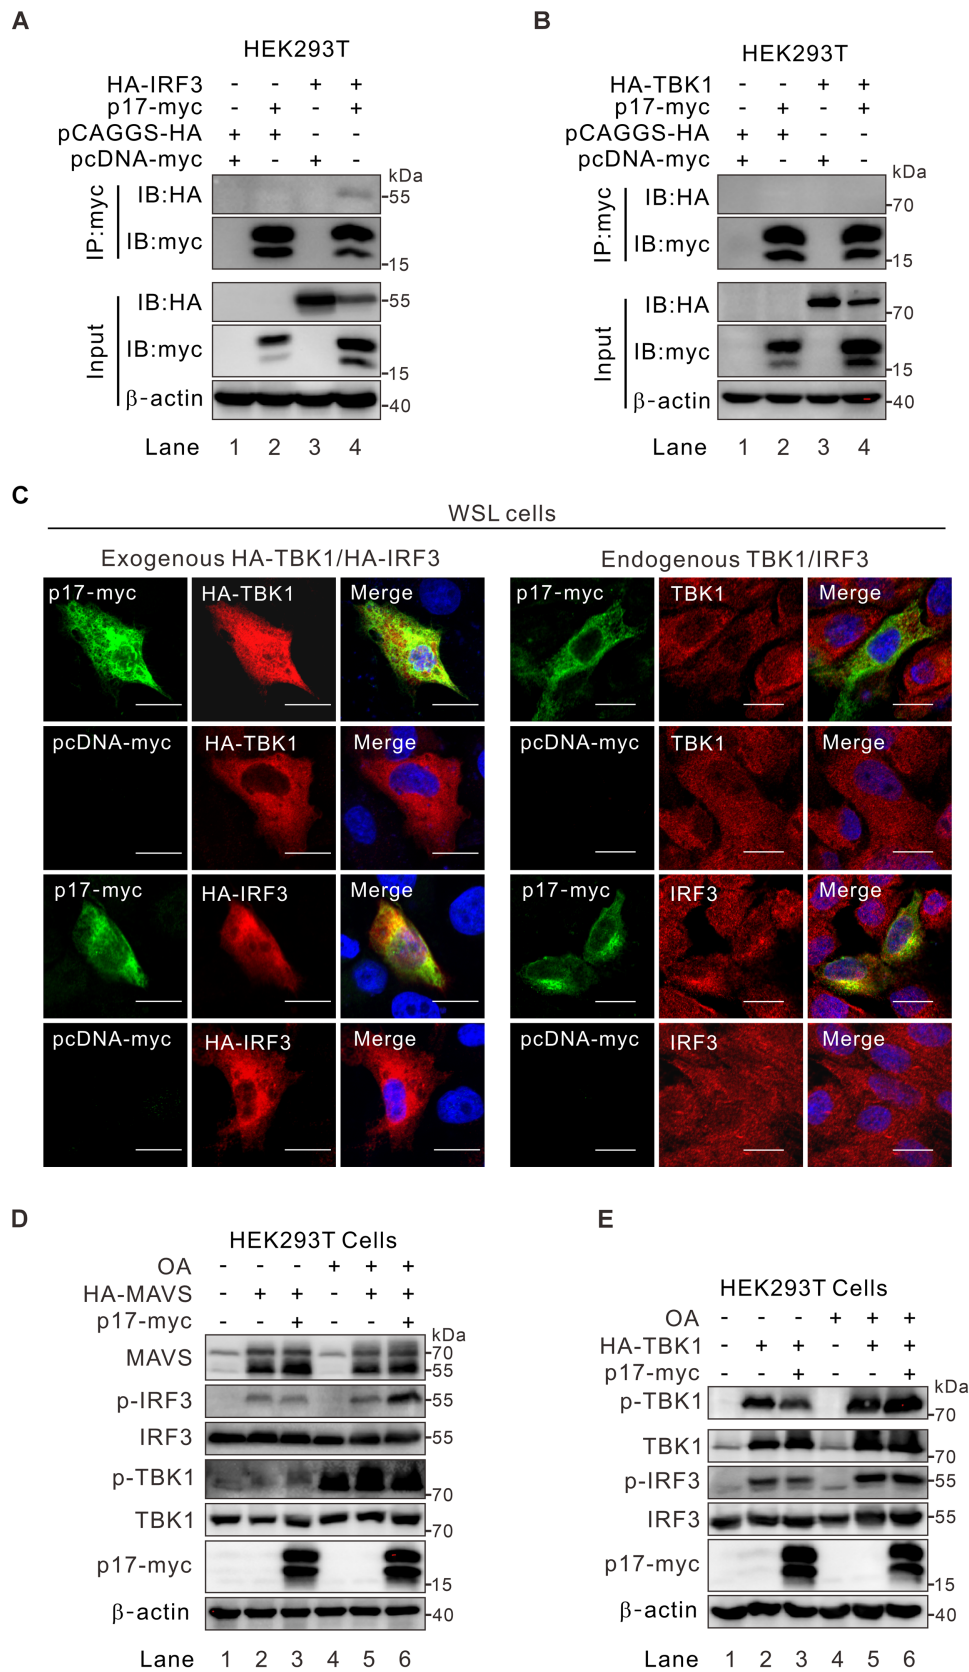 A
HEK293T
HA-IRF3 - - + +
p17-myc - + - +
pCAGGS-HA + + - -
pcDNA-myc + - + -
kDa
IP:myc
IB:HA 55
IB:myc 15
Input
IB:HA 55
IB:myc 15
β-actin 40
Lane 1 2 3 4
B
HEK293T
HA-TBK1 - - + +
p17-myc - + - +
pCAGGS-HA + + - -
pcDNA-myc + - + -
kDa
IP:myc
IB:HA 70
IB:myc 15
Input
IB:HA 70
IB:myc 15
β-actin 40
Lane 1 2 3 4
C
WSL cells
Exogenous HA-TBK1/HA-IRF3 Endogenous TBK1/IRF3
p17-myc HA-TBK1 Merge p17-myc TBK1 Merge
pcDNA-myc HA-TBK1 Merge pcDNA-myc TBK1 Merge
p17-myc HA-IRF3 Merge p17-myc IRF3 Merge
pcDNA-myc HA-IRF3 Merge pcDNA-myc IRF3 Merge
D
HEK293T Cells
OA - - - + + +
HA-MAVS - + + - + +
p17-myc - - + - - +
kDa
MAVS 70
55
p-IRF3 55
IRF3 55
p-TBK1 70
TBK1 70
p17-myc 15
β-actin 40
Lane 1 2 3 4 5 6
E
HEK293T Cells
OA - - - + + +
HA-TBK1 - + + - + +
p17-myc - - + - - +
kDa
p-TBK1 70
TBK1 70
p-IRF3 55
IRF3 55
p17-myc 15
β-actin 40
Lane 1 2 3 4 5 6